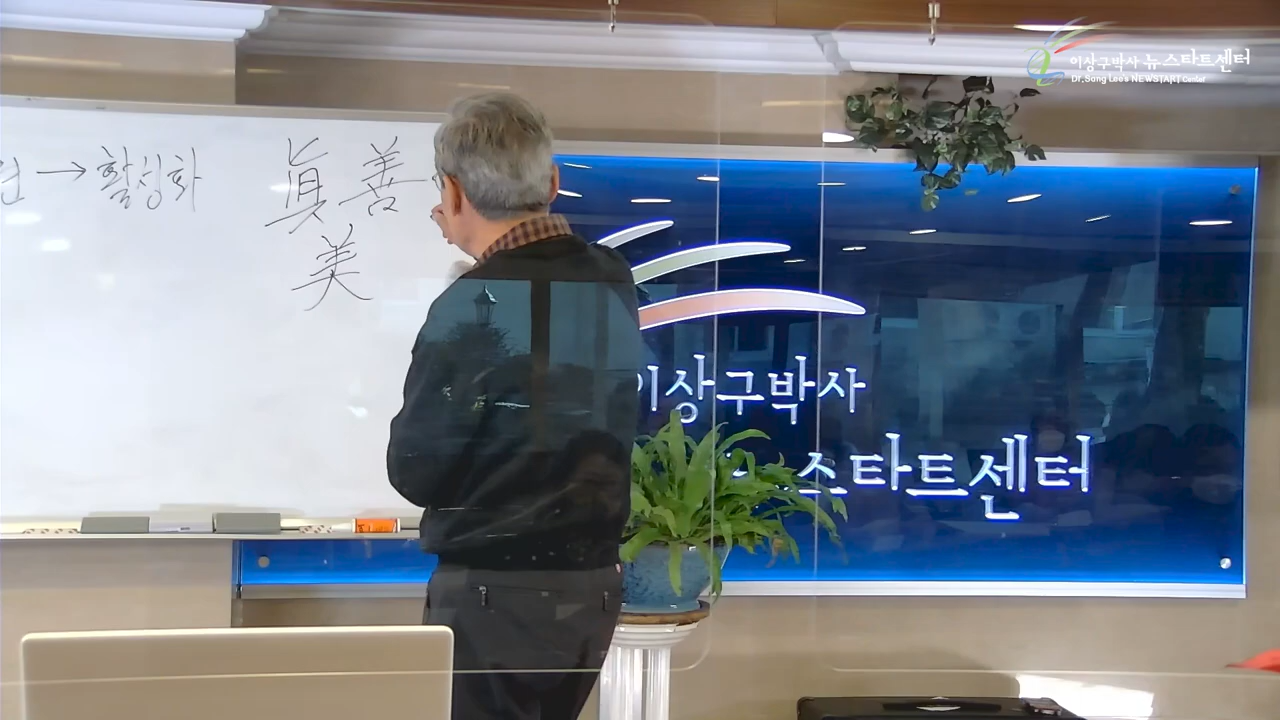 이상구박사 뉴스타트센터
Dr.Sang Lee's NEWSTART Center
→ 활성화
眞 善
美
이상구박사
스타트센터